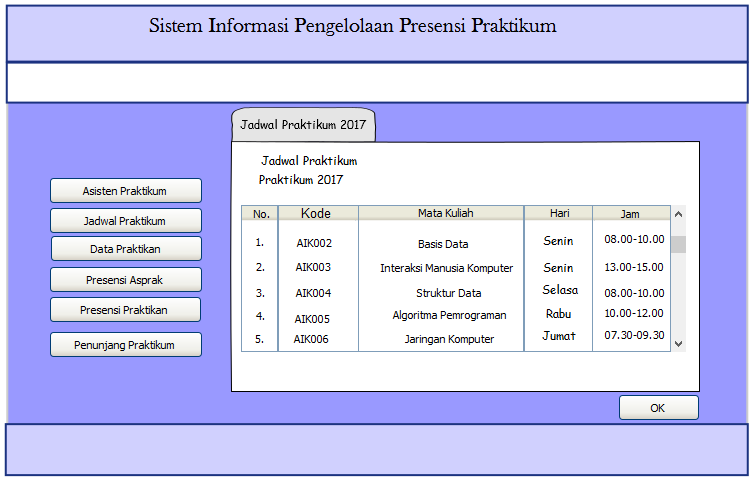 Sistem Informasi Pengelolaan Presensi Praktikum
Jadwal Praktikum 2017
Jadwal Praktikum
Praktikum 2017
Asisten Praktikum
Jadwal Praktikum
Data Praktikan
Presensi Asprak
Presensi Praktikan
Penunjang Praktikum
No. Kode Mata Kuliah Hari Jam
1. AIK002 Basis Data Senin 08.00-10.00
2. AIK003 Interaksi Manusia Komputer Senin 13.00-15.00
3. AIK004 Struktur Data Selasa 08.00-10.00
4. AIK005 Algoritma Pemrograman Rabu 10.00-12.00
5. AIK006 Jaringan Komputer Jumat 07.30-09.30
OK